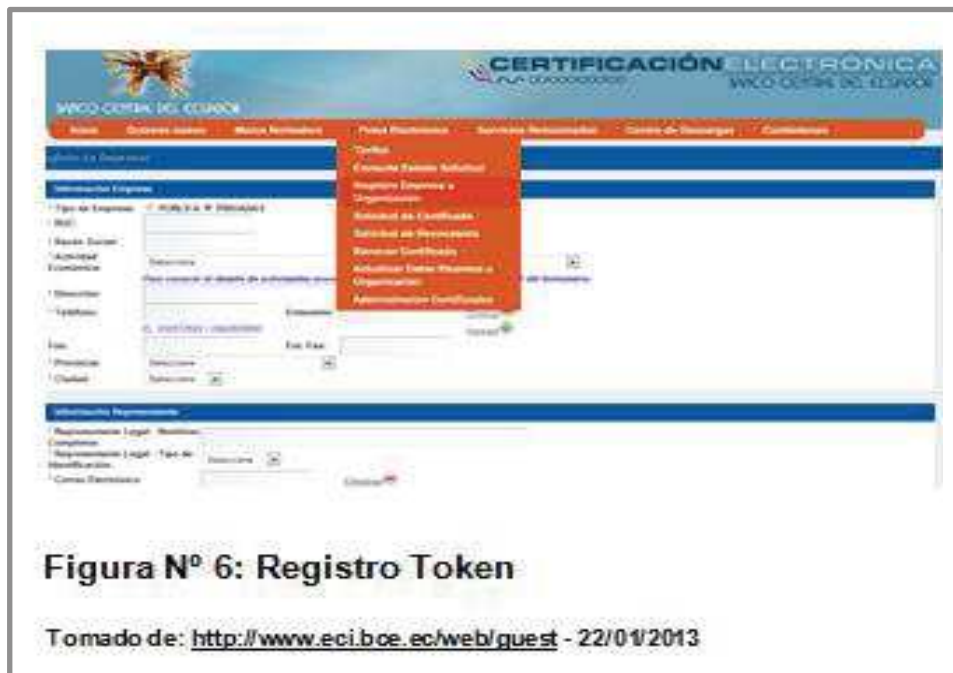 CERTIFICACIÓN ELECTRÓNICA
BANCO CENTRAL DEL ECUADOR
BANCO CENTRAL DEL ECUADOR
Inicio Quiénes somos Marco Normativo Firma Electrónica Servicios Relacionados Centro de Descargas Contáctenos
Tarifas
Consulta Estado Solicitud
Registro Empresa u
Organización
Solicitud de Certificado
Solicitud de Revocatoria
Renovar Certificado
Actualizar Datos Empresa u
Organización
Administración Certificados
Información Empresa
* Tipo de Empresa: PÚBLICA PRIVADA
* RUC:
* Razón Social:
* Actividad
Económica: Seleccione
* Dirección:
* Teléfono: Extensión:
Fax: Ext. Fax:
* Provincia: Seleccione
* Ciudad: Seleccione
Información Representante
* Representante Legal - Nombres
Completos:
* Representante Legal - Tipo de
Identificación: Seleccione
* Correo Electrónico: Eliminar
Figura Nº 6: Registro Token
Tomado de: http://www.eci.bce.ec/web/guest - 22/01/2013